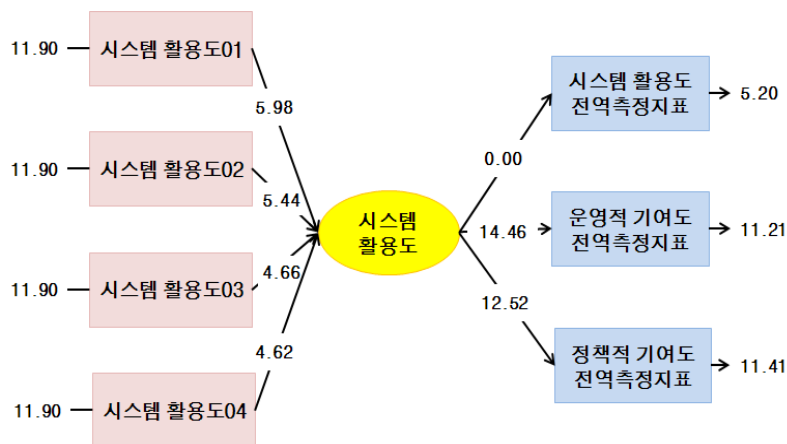 11.90
시스템 활용도01
5.98
11.90
시스템 활용도02
5.44
11.90
시스템 활용도03
4.66
11.90
시스템 활용도04
4.62
시스템
활용도
0.00
시스템 활용도
전역측정지표
5.20
14.46
운영적 기여도
전역측정지표
11.21
12.52
정책적 기여도
전역측정지표
11.41